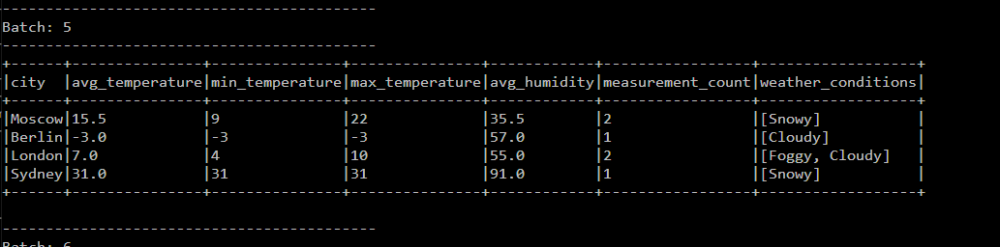 -------------------------------------------
Batch: 5
-------------------------------------------
+------+---------------+---------------+---------------+------------+-----------------+------------------+
|city  |avg_temperature|min_temperature|max_temperature|avg_humidity|measurement_count|weather_conditions|
+------+---------------+---------------+---------------+------------+-----------------+------------------+
|Moscow|15.5           |9              |22             |35.5        |2                |[Snowy]           |
|Berlin|-3.0           |-3             |-3             |57.0        |1                |[Cloudy]          |
|London|7.0            |4              |10             |55.0        |2                |[Foggy, Cloudy]   |
|Sydney|31.0           |31             |31             |91.0        |1                |[Snowy]           |
+------+---------------+---------------+---------------+------------+-----------------+------------------+
-------------------------------------------
Batch: 6